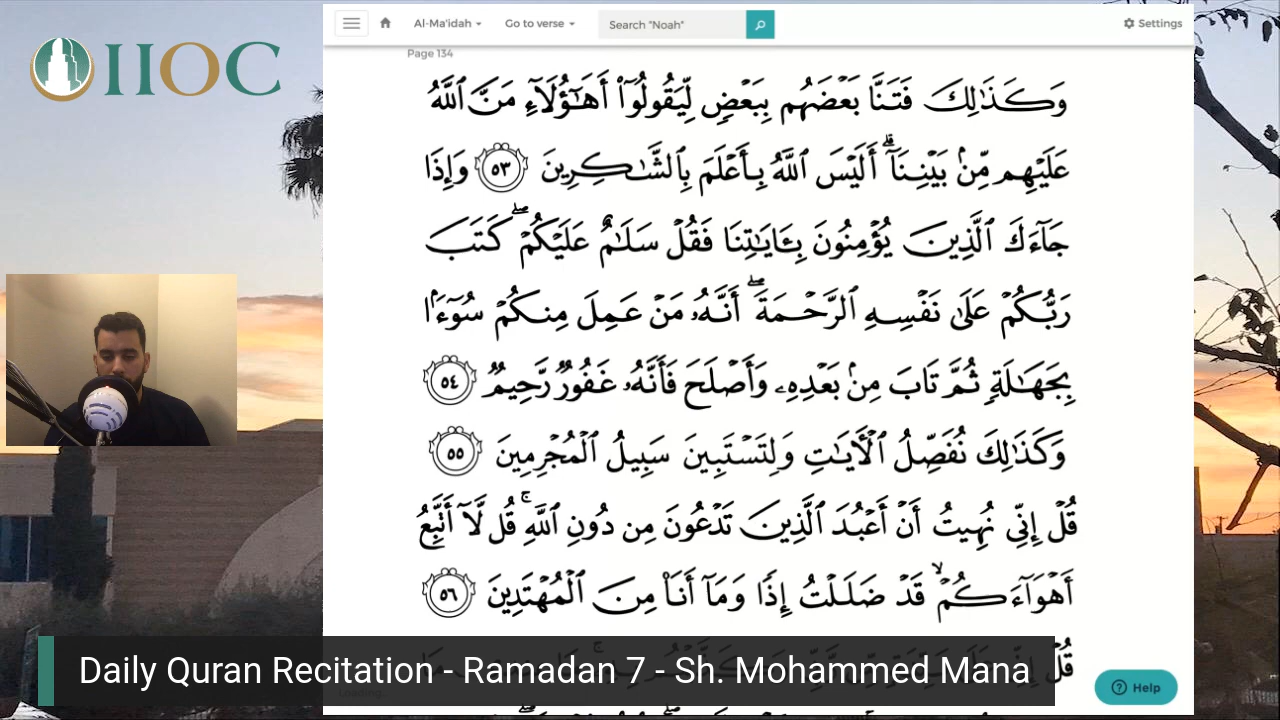 IIOC
Al-Ma'idah
Go to verse
Search "Noah"
Settings
Page 134
وَكَذَٰلِكَ فَتَنَّا بَعْضَهُم بِبَعْضٍ لِّيَقُولُوٓا۟ أَهَـٰٓؤُلَآءِ مَنَّ ٱللَّهُ
عَلَيْهِم مِّنۢ بَيْنِنَآ ۗ أَلَيْسَ ٱللَّهُ بِأَعْلَمَ بِٱلشَّـٰكِرِينَ ٥٣ وَإِذَا
جَآءَكَ ٱلَّذِينَ يُؤْمِنُونَ بِـَٔايَـٰتِنَا فَقُلْ سَلَـٰمٌ عَلَيْكُمْ ۖ كَتَبَ
رَبُّكُمْ عَلَىٰ نَفْسِهِ ٱلرَّحْمَةَ ۖ أَنَّهُۥ مَنْ عَمِلَ مِنكُمْ سُوٓءًۢا
بِجَهَـٰلَةٍ ثُمَّ تَابَ مِنۢ بَعْدِهِۦ وَأَصْلَحَ فَأَنَّهُۥ غَفُورٌ رَّحِيمٌ ٥٤
وَكَذَٰلِكَ نُفَصِّلُ ٱلْـَٔايَـٰتِ وَلِتَسْتَبِينَ سَبِيلُ ٱلْمُجْرِمِينَ ٥٥
قُلْ إِنِّى نُهِيتُ أَنْ أَعْبُدَ ٱلَّذِينَ تَدْعُونَ مِن دُونِ ٱللَّهِ ۚ قُل لَّآ أَتَّبِعُ
أَهْوَآءَكُمْ ۙ قَدْ ضَلَلْتُ إِذًا وَمَآ أَنَا۠ مِنَ ٱلْمُهْتَدِينَ ٥٦
قُلْ
Daily Quran Recitation - Ramadan 7 - Sh. Mohammed Mana
Help